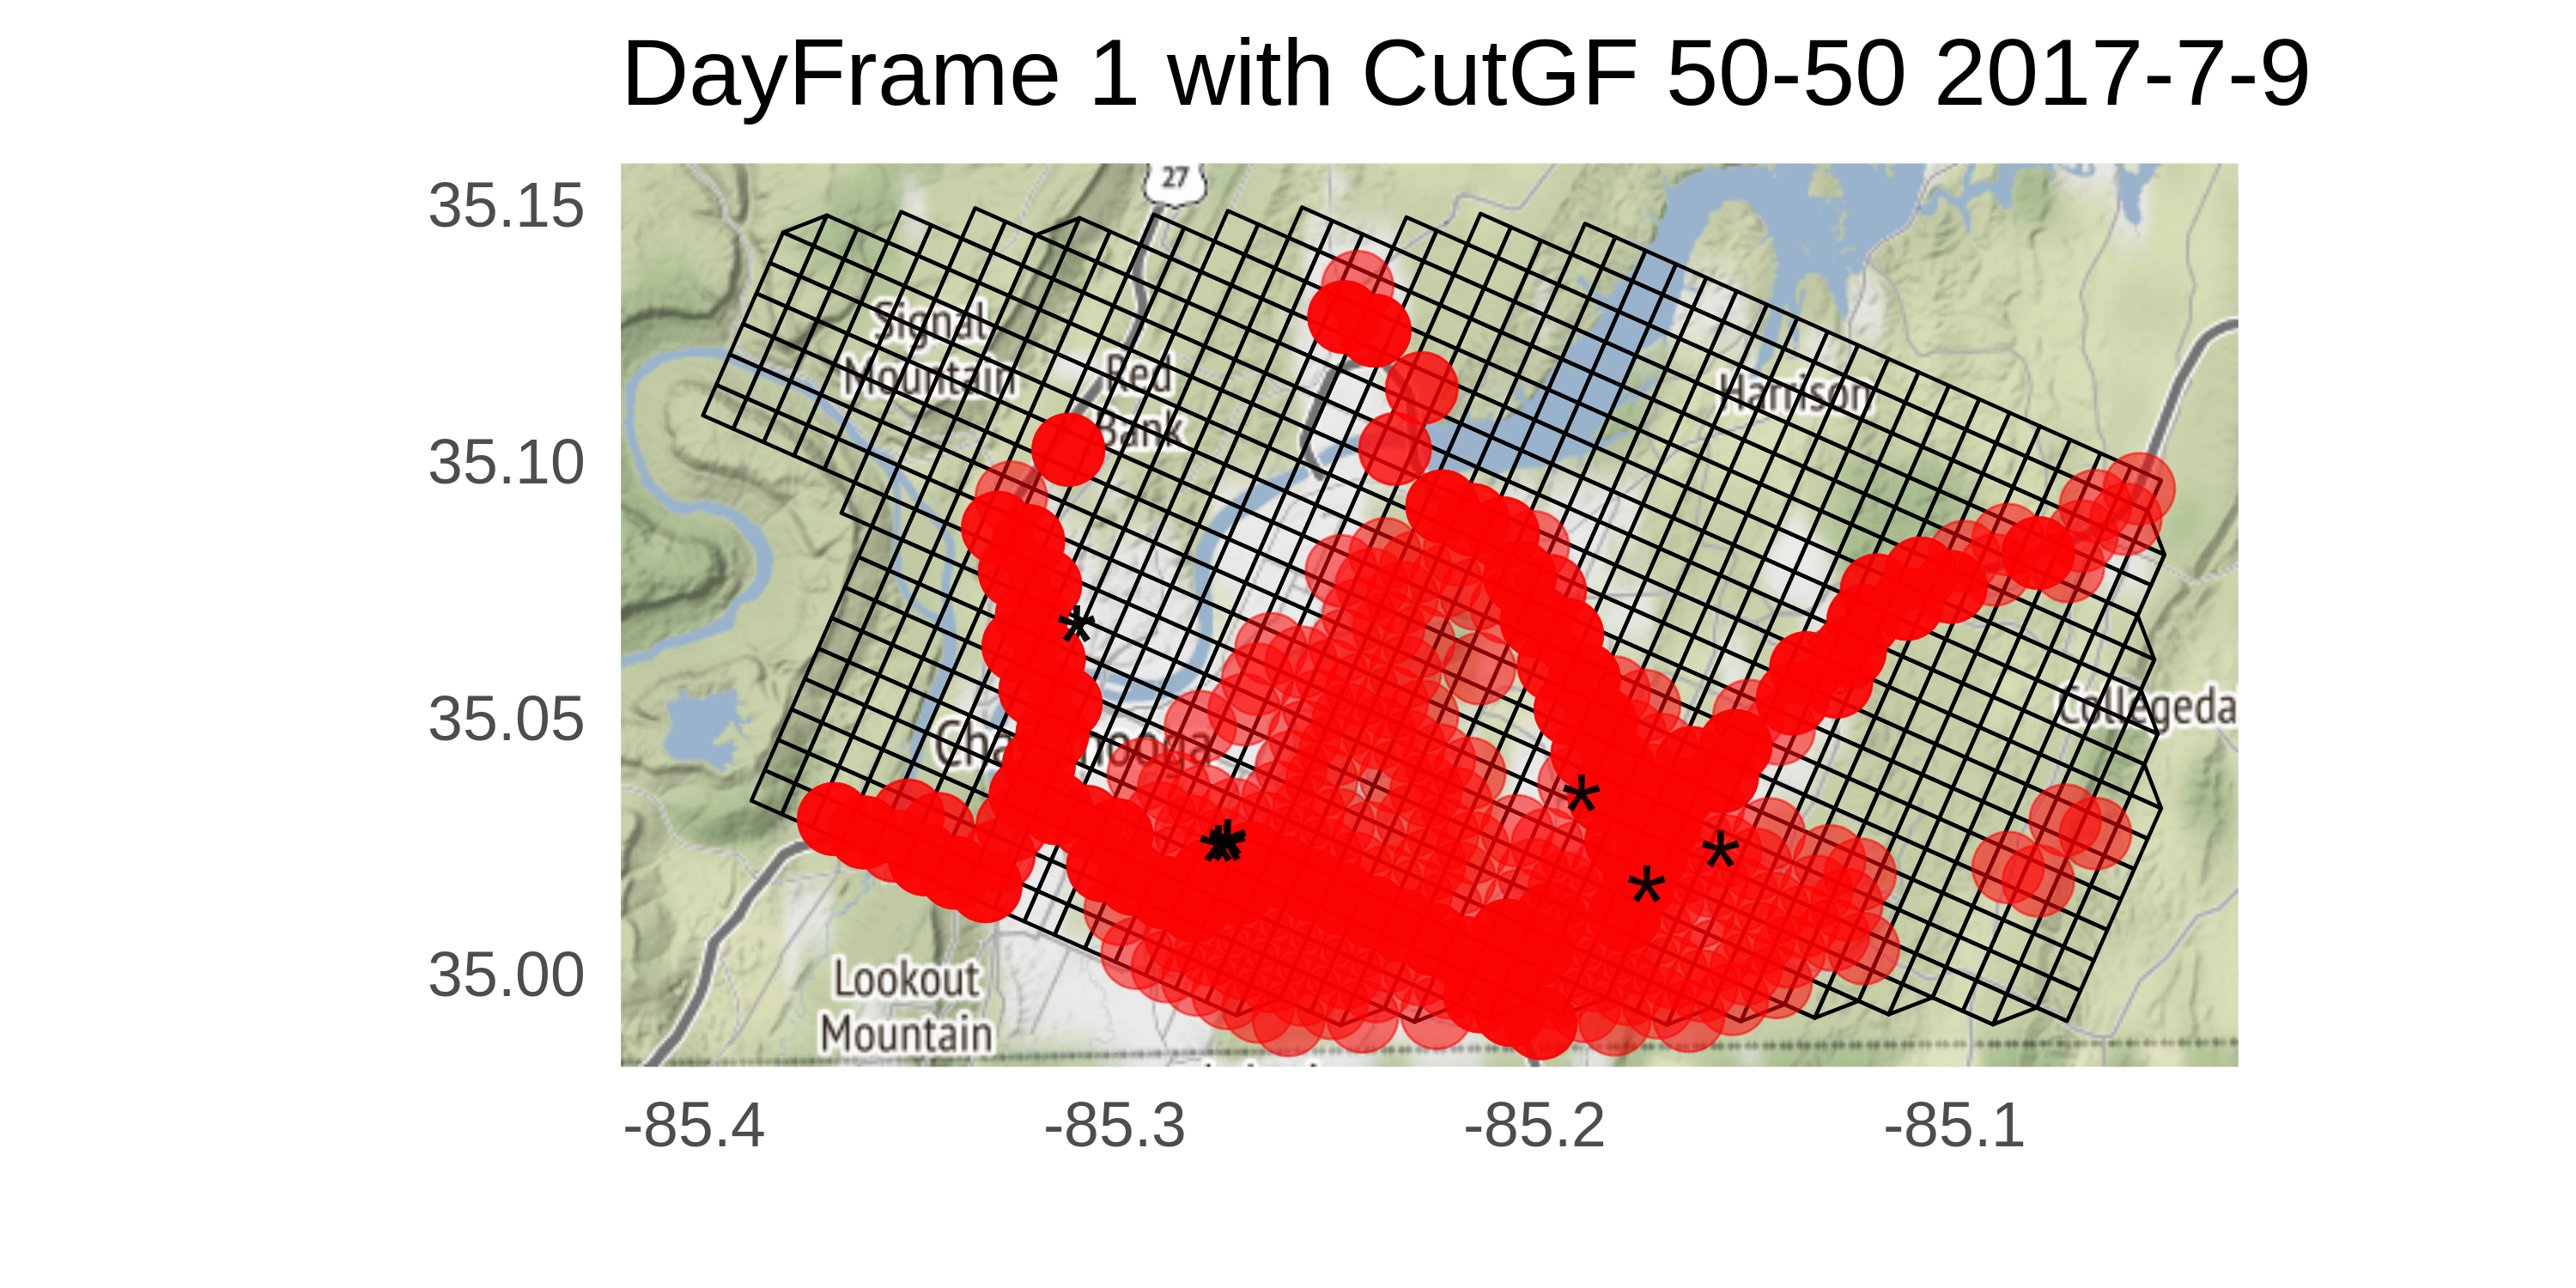 DayFrame 1 with CutGF 50-50 2017-7-9
35.15
35.10
35.05
35.00
27
Signal
Mountain
Red
Bank
Harrison
Collegeda
Lookout
Mountain
-85.4
-85.3
-85.2
-85.1